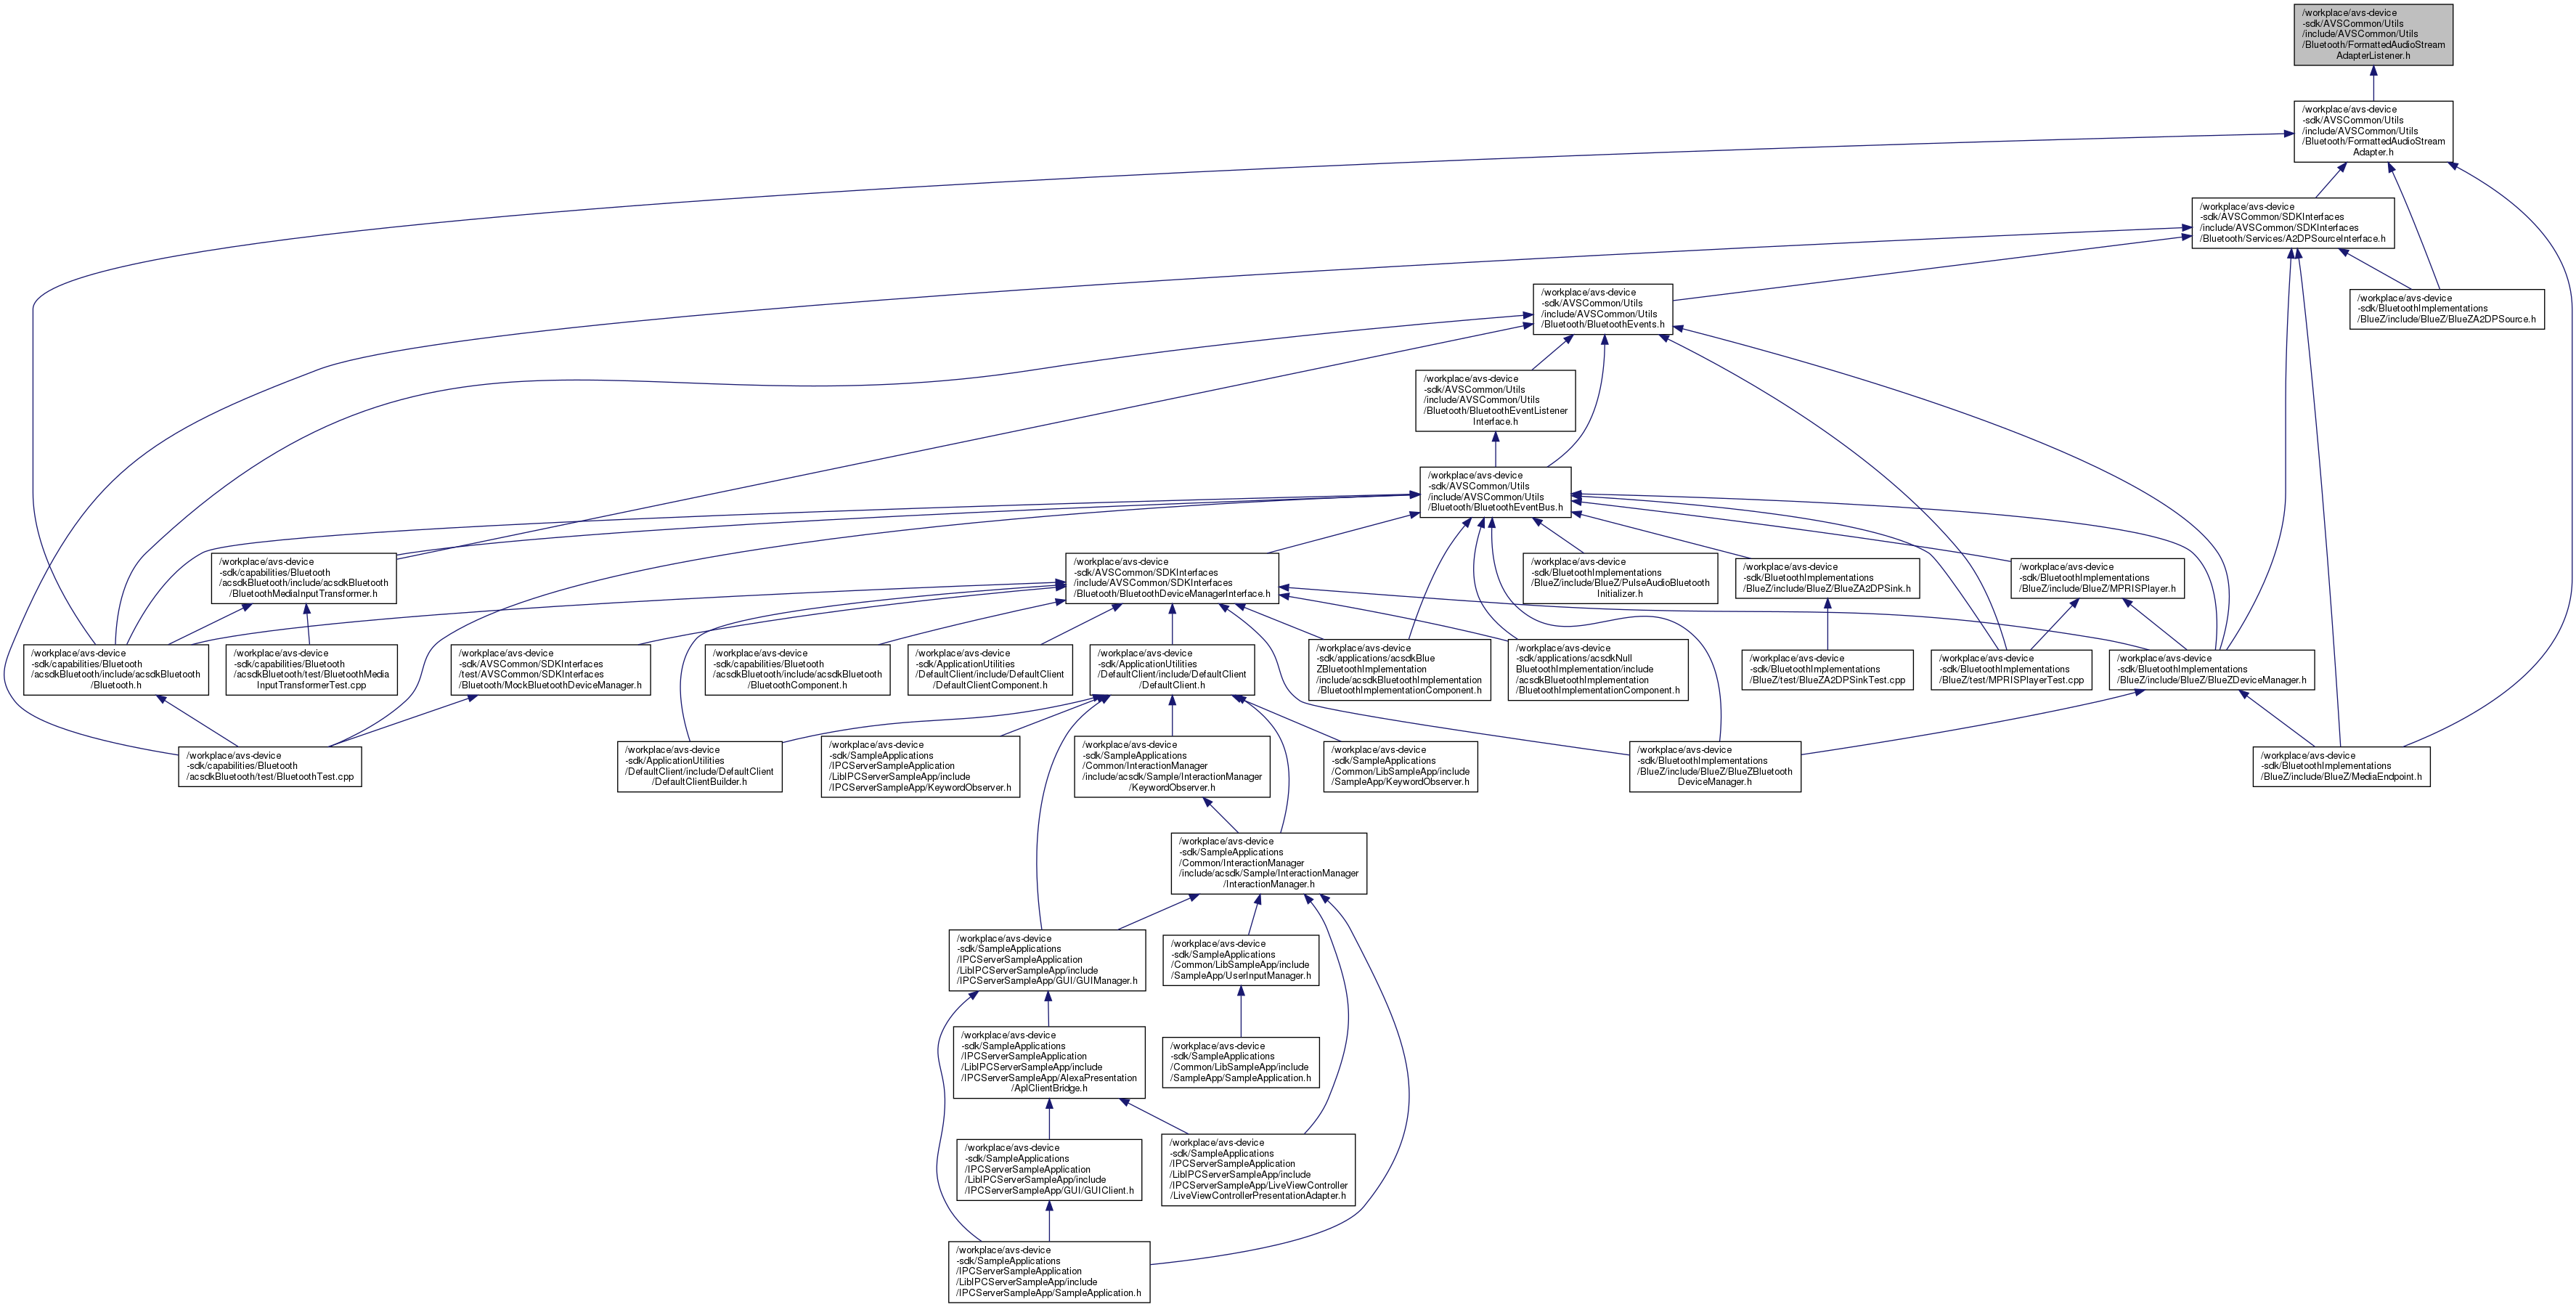 /workplace/avs-device
-sdk/AVSCommon/Utils
/include/AVSCommon/Utils
/Bluetooth/FormattedAudioStream
AdapterListener.h
/workplace/avs-device
-sdk/AVSCommon/Utils
/include/AVSCommon/Utils
/Bluetooth/FormattedAudioStream
Adapter.h
/workplace/avs-device
-sdk/AVSCommon/SDKInterfaces
/include/AVSCommon/SDKInterfaces
/Bluetooth/Services/A2DPSourceInterface.h
/workplace/avs-device
-sdk/AVSCommon/Utils
/include/AVSCommon/Utils
/Bluetooth/BluetoothEvents.h
/workplace/avs-device
-sdk/BluetoothImplementations
/BlueZ/include/BlueZ/BlueZA2DPSource.h
/workplace/avs-device
-sdk/AVSCommon/Utils
/include/AVSCommon/Utils
/Bluetooth/BluetoothEventListener
Interface.h
/workplace/avs-device
-sdk/AVSCommon/Utils
/include/AVSCommon/Utils
/Bluetooth/BluetoothEventBus.h
/workplace/avs-device
-sdk/capabilities/Bluetooth
/acsdkBluetooth/include/acsdkBluetooth
/BluetoothMediaInputTransformer.h
/workplace/avs-device
-sdk/AVSCommon/SDKInterfaces
/include/AVSCommon/SDKInterfaces
/Bluetooth/BluetoothDeviceManagerInterface.h
/workplace/avs-device
-sdk/BluetoothImplementations
/BlueZ/include/BlueZ/PulseAudioBluetooth
Initializer.h
/workplace/avs-device
-sdk/BluetoothImplementations
/BlueZ/include/BlueZ/BlueZA2DPSink.h
/workplace/avs-device
-sdk/BluetoothImplementations
/BlueZ/include/BlueZ/MPRISPlayer.h
/workplace/avs-device
-sdk/capabilities/Bluetooth
/acsdkBluetooth/include/acsdkBluetooth
/Bluetooth.h
/workplace/avs-device
-sdk/capabilities/Bluetooth
/acsdkBluetooth/test/BluetoothMedia
InputTransformerTest.cpp
/workplace/avs-device
-sdk/AVSCommon/SDKInterfaces
/test/AVSCommon/SDKInterfaces
/Bluetooth/MockBluetoothDeviceManager.h
/workplace/avs-device
-sdk/capabilities/Bluetooth
/acsdkBluetooth/include/acsdkBluetooth
/BluetoothComponent.h
/workplace/avs-device
-sdk/ApplicationUtilities
/DefaultClient/include/DefaultClient
/DefaultClientComponent.h
/workplace/avs-device
-sdk/ApplicationUtilities
/DefaultClient/include/DefaultClient
/DefaultClient.h
/workplace/avs-device
-sdk/applications/acsdkBlue
ZBluetoothImplementation
/include/acsdkBluetoothImplementation
/BluetoothImplementationComponent.h
/workplace/avs-device
-sdk/applications/acsdkNull
BluetoothImplementation/include
/acsdkBluetoothImplementation
/BluetoothImplementationComponent.h
/workplace/avs-device
-sdk/BluetoothImplementations
/BlueZ/test/BlueZA2DPSinkTest.cpp
/workplace/avs-device
-sdk/BluetoothImplementations
/BlueZ/test/MPRISPlayerTest.cpp
/workplace/avs-device
-sdk/BluetoothImplementations
/BlueZ/include/BlueZ/BlueZDeviceManager.h
/workplace/avs-device
-sdk/capabilities/Bluetooth
/acsdkBluetooth/test/BluetoothTest.cpp
/workplace/avs-device
-sdk/ApplicationUtilities
/DefaultClient/include/DefaultClient
/DefaultClientBuilder.h
/workplace/avs-device
-sdk/SampleApplications
/IPCServerSampleApplication
/LibIPCServerSampleApp/include
/IPCServerSampleApp/KeywordObserver.h
/workplace/avs-device
-sdk/SampleApplications
/Common/InteractionManager
/include/acsdk/Sample/InteractionManager
/KeywordObserver.h
/workplace/avs-device
-sdk/SampleApplications
/Common/LibSampleApp/include
/SampleApp/KeywordObserver.h
/workplace/avs-device
-sdk/BluetoothImplementations
/BlueZ/include/BlueZ/BlueZBluetooth
DeviceManager.h
/workplace/avs-device
-sdk/BluetoothImplementations
/BlueZ/include/BlueZ/MediaEndpoint.h
/workplace/avs-device
-sdk/SampleApplications
/Common/InteractionManager
/include/acsdk/Sample/InteractionManager
/InteractionManager.h
/workplace/avs-device
-sdk/SampleApplications
/IPCServerSampleApplication
/LibIPCServerSampleApp/include
/IPCServerSampleApp/GUI/GUIManager.h
/workplace/avs-device
-sdk/SampleApplications
/Common/LibSampleApp/include
/SampleApp/UserInputManager.h
/workplace/avs-device
-sdk/SampleApplications
/IPCServerSampleApplication
/LibIPCServerSampleApp/include
/IPCServerSampleApp/AlexaPresentation
/AplClientBridge.h
/workplace/avs-device
-sdk/SampleApplications
/Common/LibSampleApp/include
/SampleApp/SampleApplication.h
/workplace/avs-device
-sdk/SampleApplications
/IPCServerSampleApplication
/LibIPCServerSampleApp/include
/IPCServerSampleApp/GUI/GUIClient.h
/workplace/avs-device
-sdk/SampleApplications
/IPCServerSampleApplication
/LibIPCServerSampleApp/include
/IPCServerSampleApp/LiveViewController
/LiveViewControllerPresentationAdapter.h
/workplace/avs-device
-sdk/SampleApplications
/IPCServerSampleApplication
/LibIPCServerSampleApp/include
/IPCServerSampleApp/SampleApplication.h